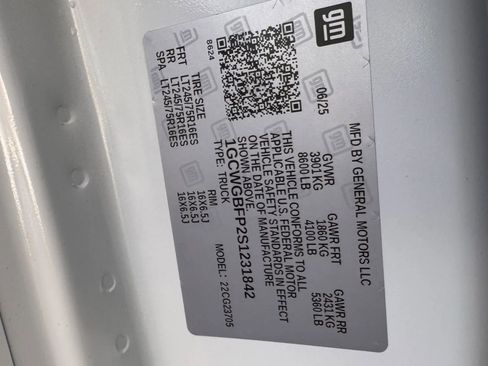 gm
MFD BY GENERAL MOTORS LLC
06/25
GVWR
3901 KG
8600 LB
GAWR FRT
1860 KG
4100 LB
GAWR RR
2431 KG
5360 LB
THIS VEHICLE CONFORMS TO ALL
APPLICABLE U.S. FEDERAL MOTOR
VEHICLE SAFETY STANDARDS IN EFFECT
ON THE DATE OF MANUFACTURE
SHOWN ABOVE
1GCWGBFP2S1231842
TYPE: TRUCK
MODEL: 22CG23705
8624
TIRE SIZE
RIM
FRT LT245/75R16ES 16X6.5J
RR LT245/75R16ES 16X6.5J
SPA LT245/75R16ES 16X6.5J